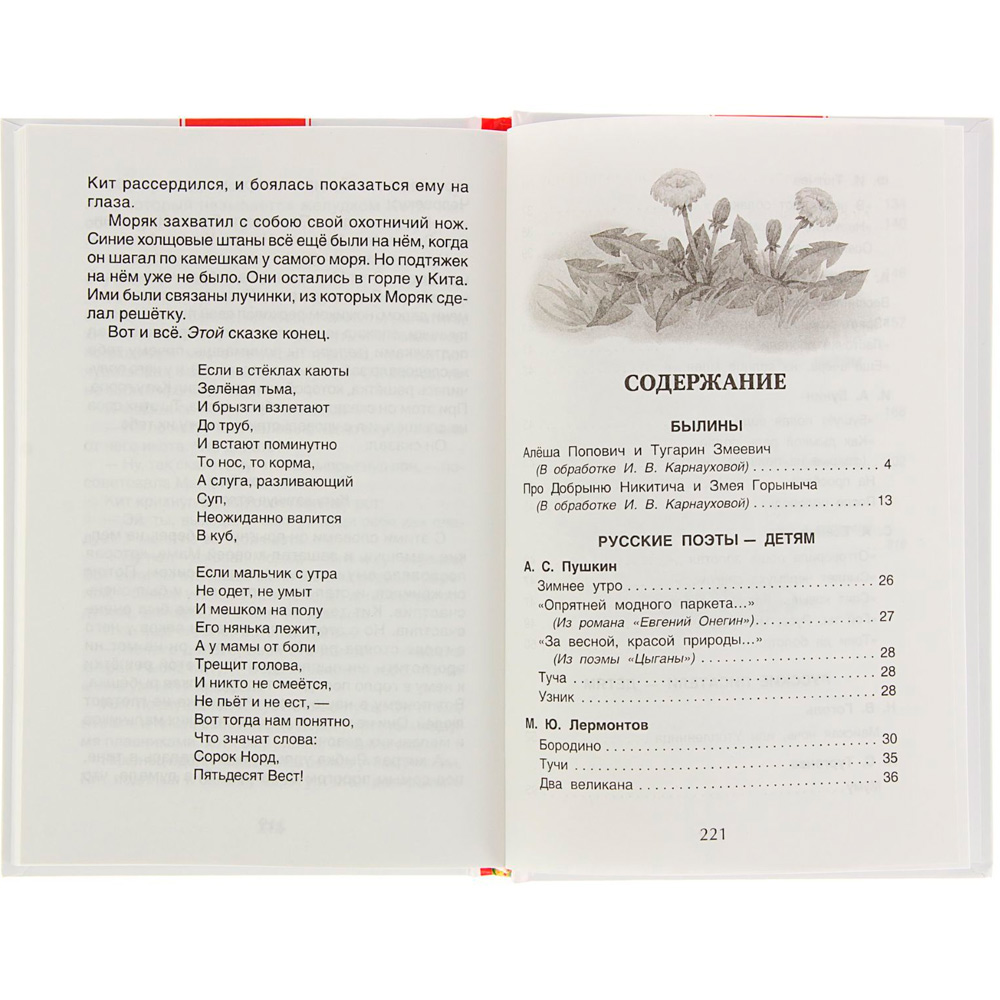 Кит рассердился, и боялась показаться ему на
глаза.
Моряк захватил с собою свой охотничий нож.
Синие холщовые штаны всё ещё были на нём, когда
он шагал по камешкам у самого моря. Но подтяжек
на нём уже не было. Они остались в горле у Кита.
Ими были связаны лучинки, из которых Моряк сде-
лал решётку.
Вот и всё. Этой сказке конец.
Если в стёклах каюты
Зелёная тьма,
И брызги взлетают
До труб,
И встают поминутно
То нос, то корма,
А слуга, разливающий
Суп,
Неожиданно валится
В куб,
Если мальчик с утра
Не одет, не умыт
И мешком на полу
Его нянька лежит,
А у мамы от боли
Трещит голова,
И никто не смеётся,
Не пьёт и не ест, —
Вот тогда нам понятно,
Что значат слова:
Сорок Норд,
Пятьдесят Вест!
СОДЕРЖАНИЕ
БЫЛИНЫ
Алёша Попович и Тугарин Змеевич
(В обработке И. В. Карнауховой) . . . . . . . . . . . . . . . . 4
Про Добрыню Никитича и Змея Горыныча
(В обработке И. В. Карнауховой) . . . . . . . . . . . . . . . 13
РУССКИЕ ПОЭТЫ — ДЕТЯМ
А. С. Пушкин
Зимнее утро . . . . . . . . . . . . . . . . . . . . . . . . . . . . 26
«Опрятней модного паркета...»
(Из романа «Евгений Онегин») . . . . . . . . . . . . . . . 27
«За весной, красой природы...»
(Из поэмы «Цыганы») . . . . . . . . . . . . . . . . . . . . . 28
Туча . . . . . . . . . . . . . . . . . . . . . . . . . . . . . . . . 28
Узник . . . . . . . . . . . . . . . . . . . . . . . . . . . . . . . 28
М. Ю. Лермонтов
Бородино . . . . . . . . . . . . . . . . . . . . . . . . . . . . . 30
Тучи . . . . . . . . . . . . . . . . . . . . . . . . . . . . . . . . 35
Два великана . . . . . . . . . . . . . . . . . . . . . . . . . . 36
221